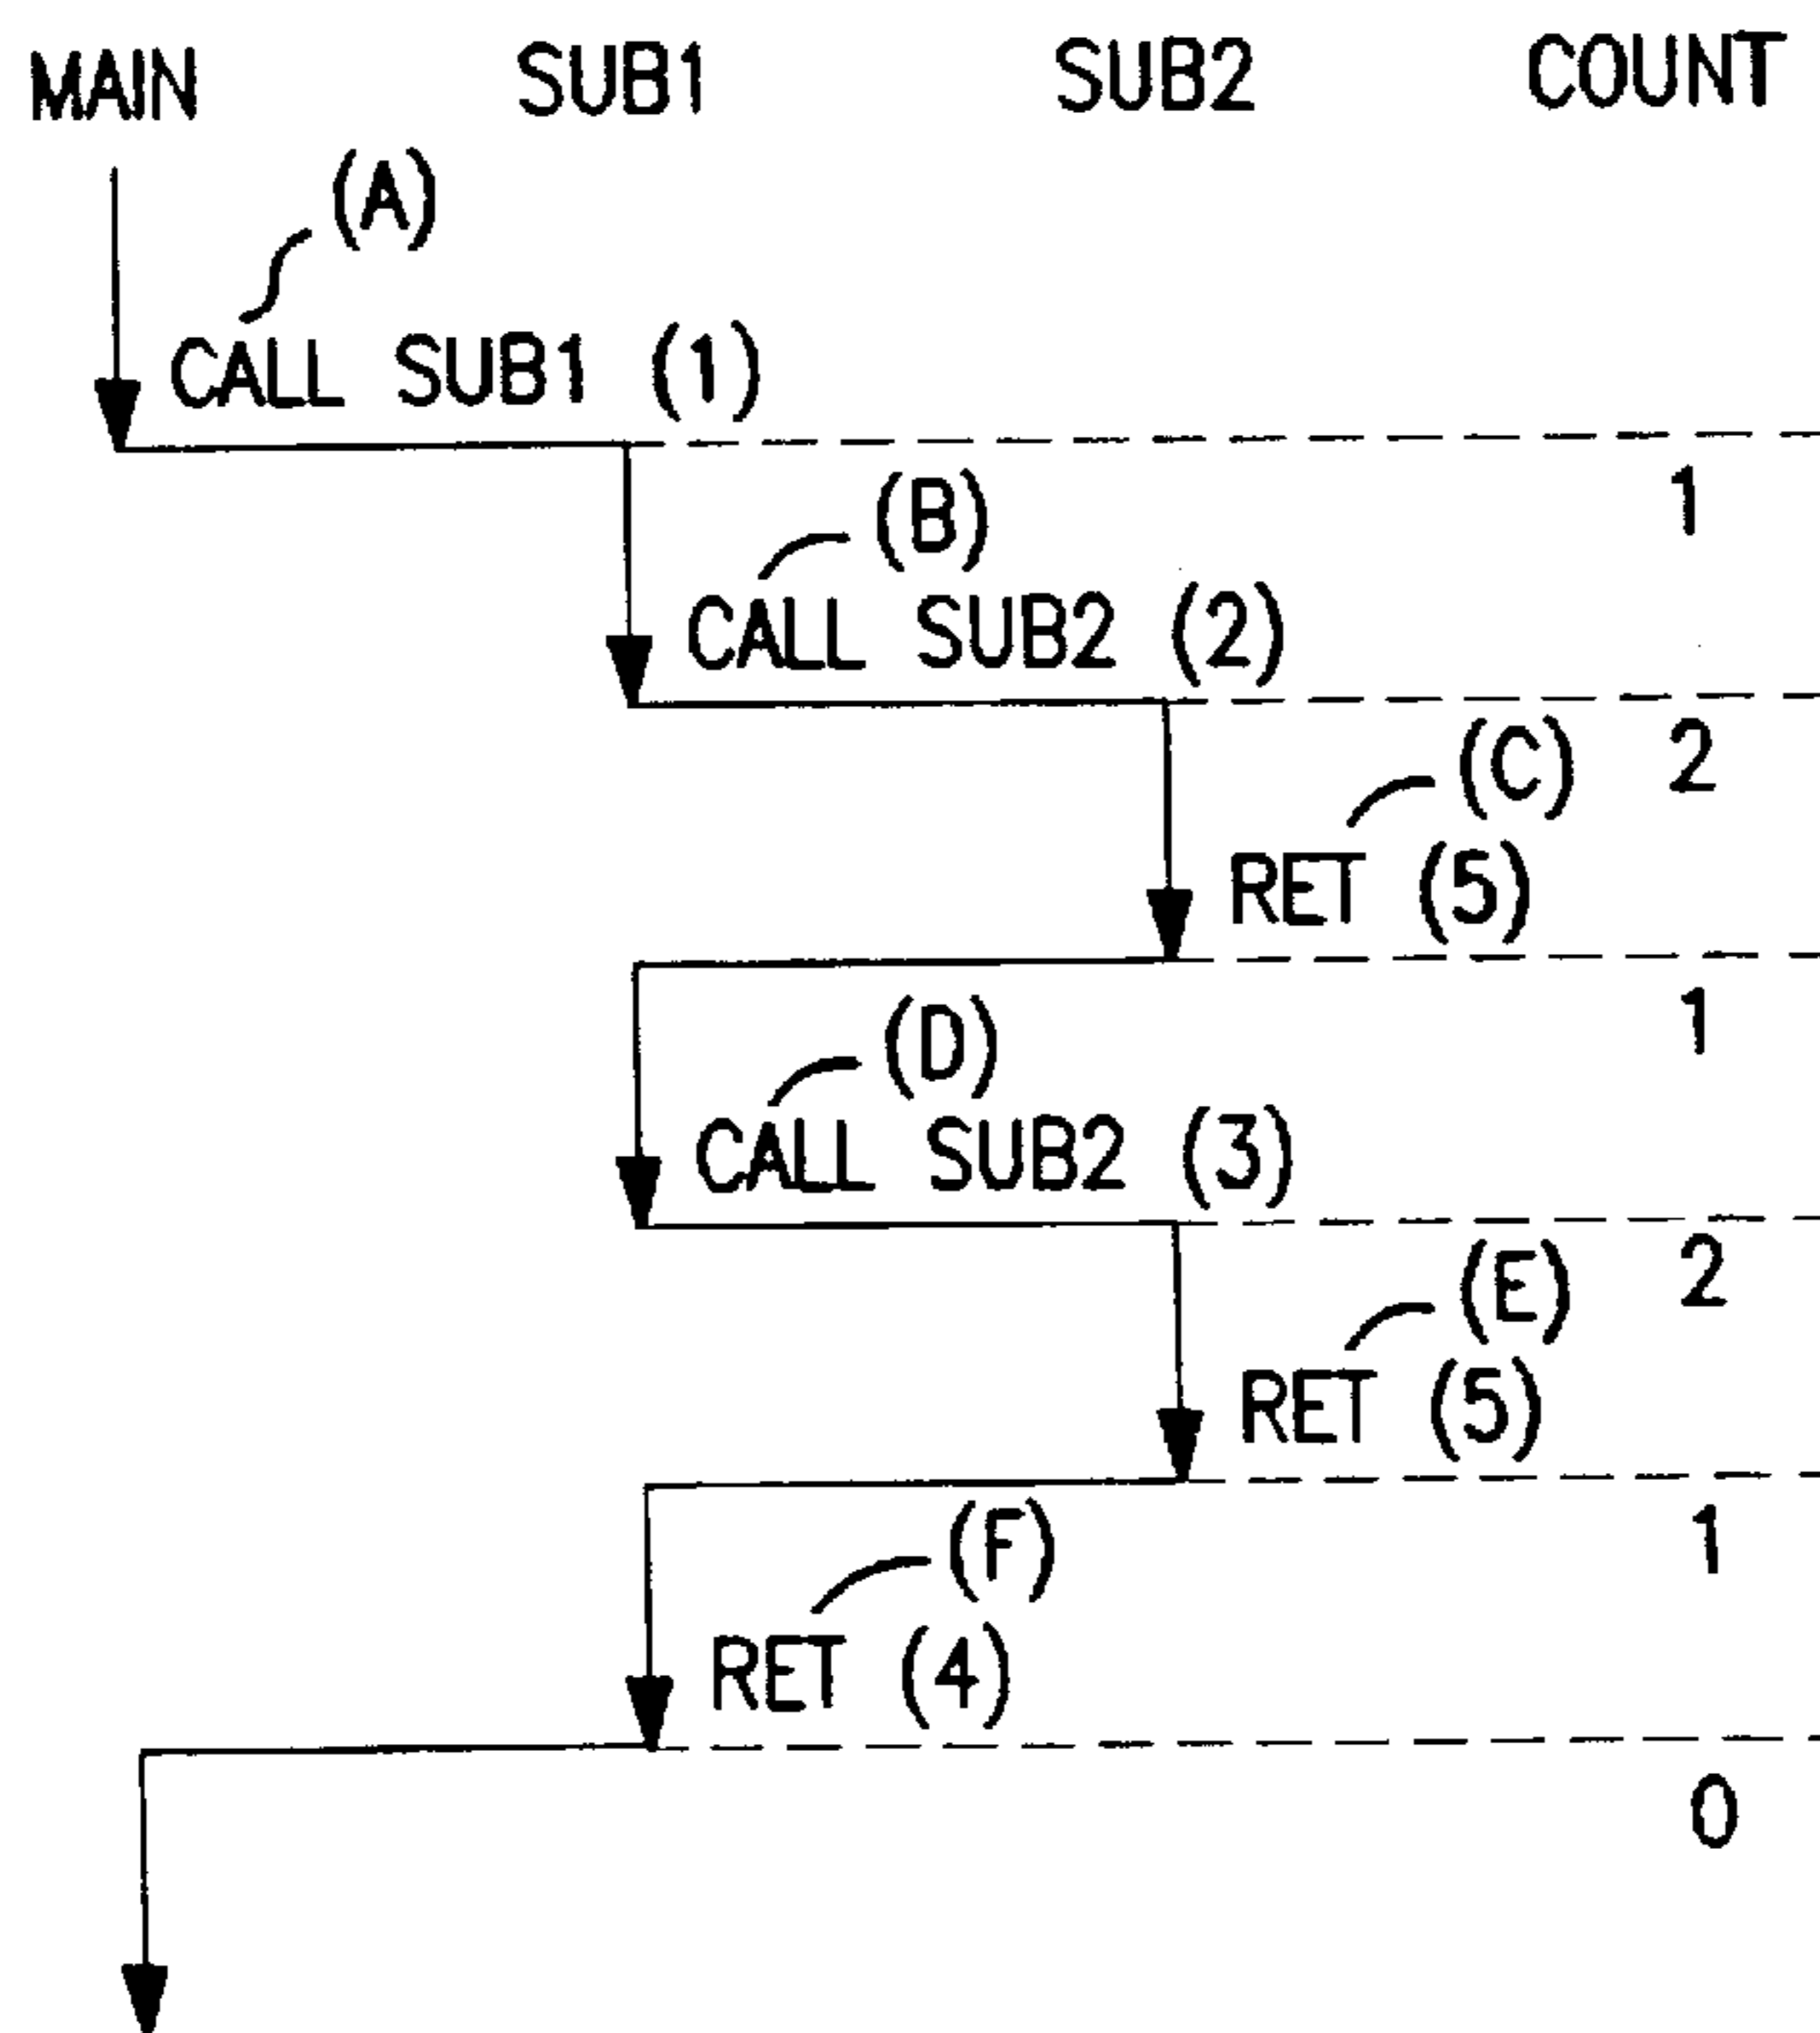 MAIN SUB1 SUB2 COUNT
(A)
CALL SUB1 (1)
1
(B)
CALL SUB2 (2)
(C) 2
RET (5)
1
(D)
CALL SUB2 (3)
2
(E)
RET (5)
1
(F)
RET (4)
0